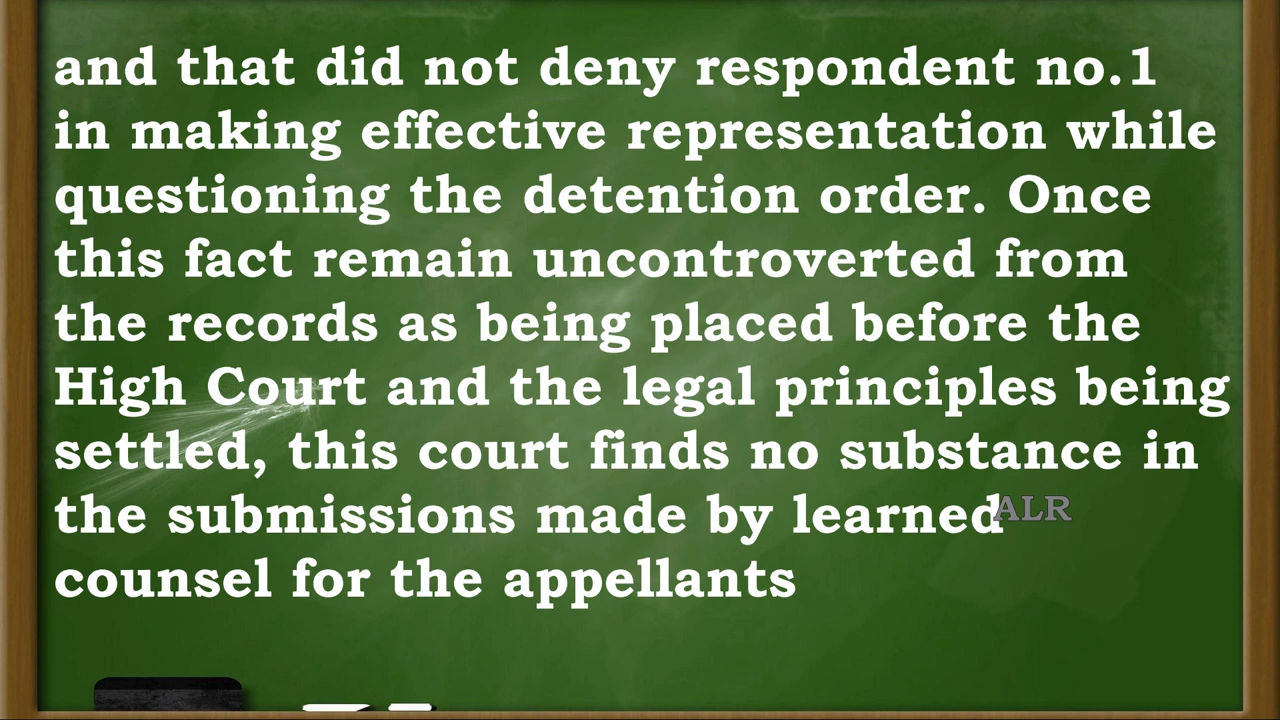 and that did not deny respondent no.1
in making effective representation while
questioning the detention order. Once
this fact remain uncontroverted from
the records as being placed before the
High Court and the legal principles being
settled, this court finds no substance in
the submissions made by learned
ALR
counsel for the appellants